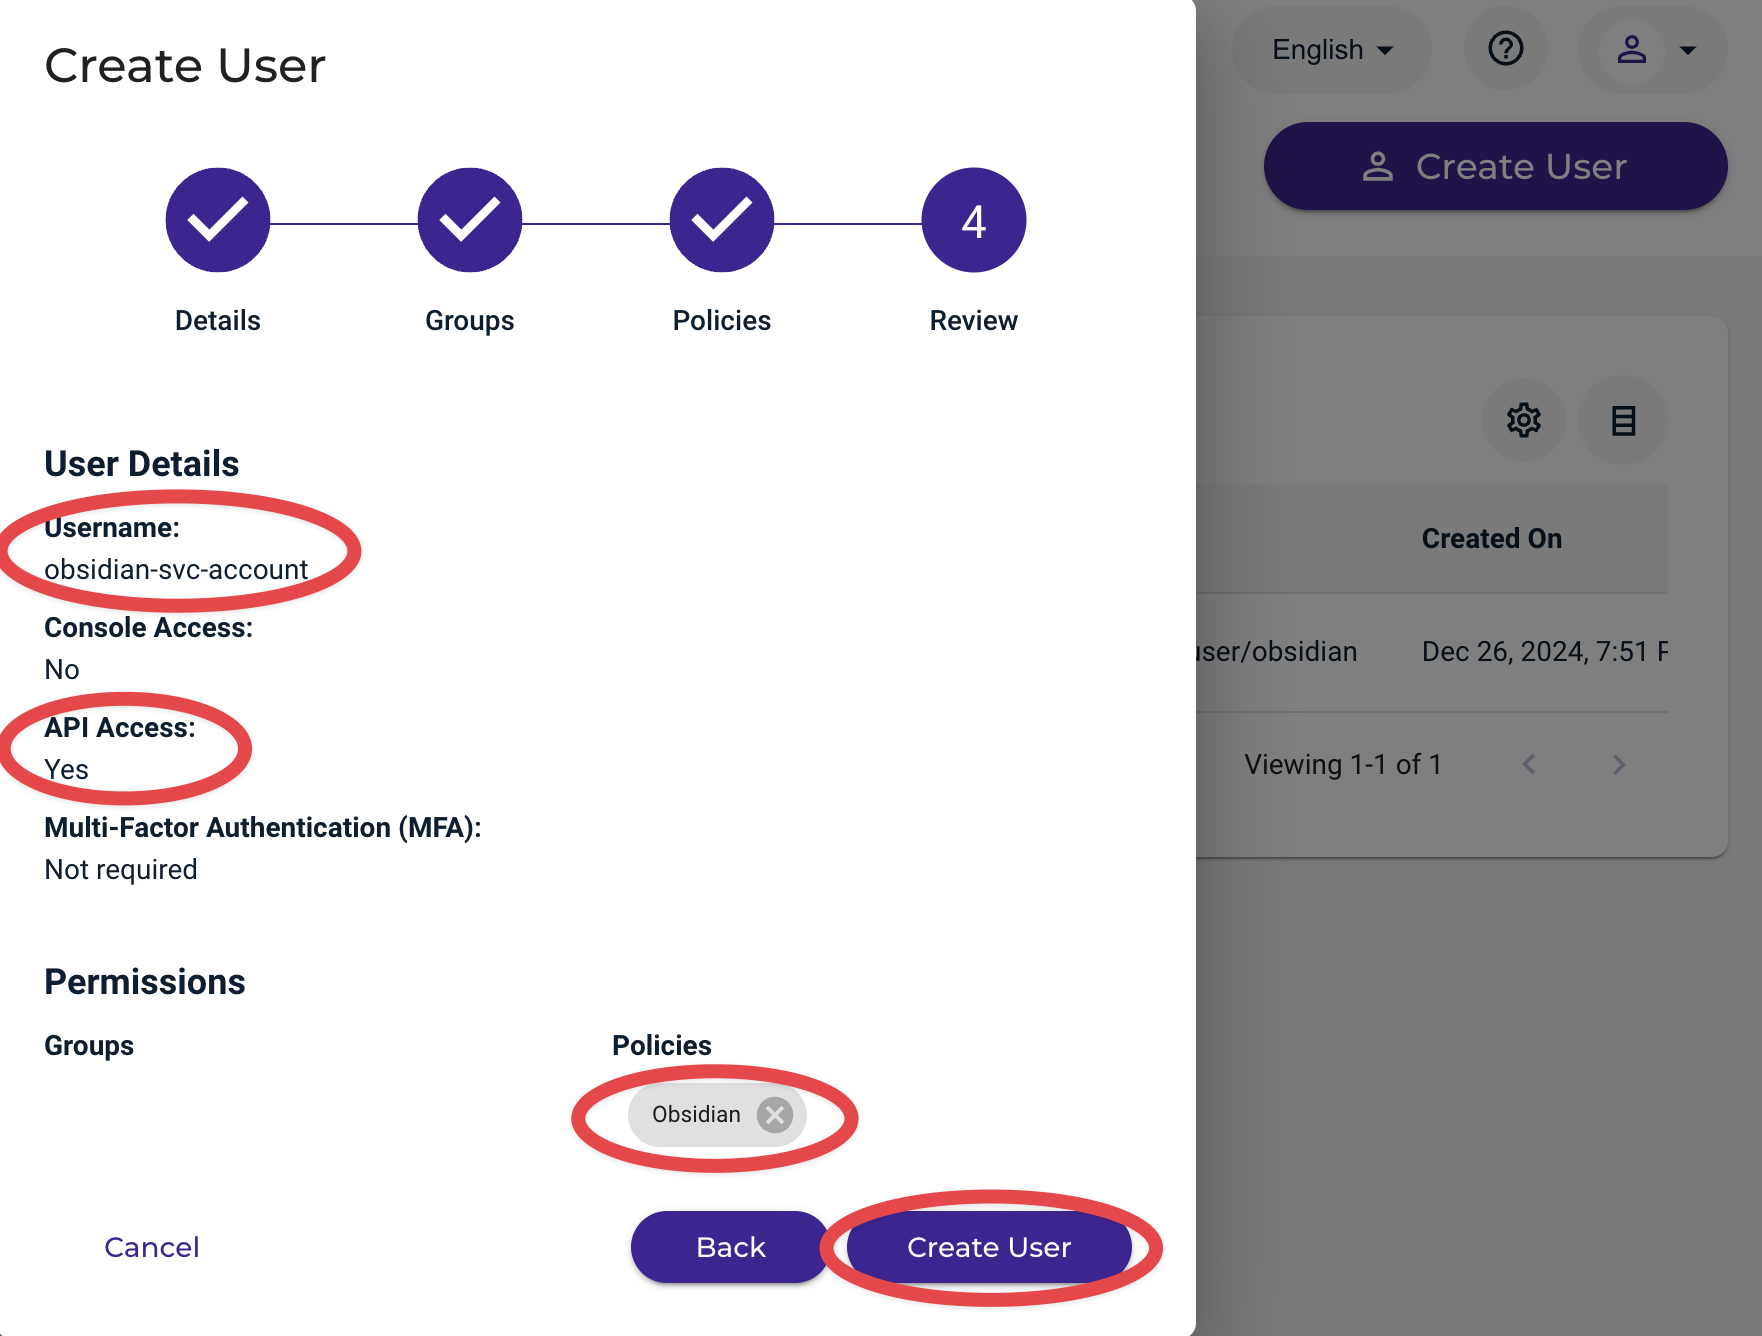 Create User
4
Details
Groups
Policies
Review
User Details
Username:
obsidian-svc-account
Console Access:
No
API Access:
Yes
Multi-Factor Authentication (MFA):
Not required
Permissions
Groups
Policies
Obsidian
Cancel
Back
Create User
English
Create User
Created On
user/obsidian
Dec 26, 2024, 7:51
Viewing 1-1 of 1